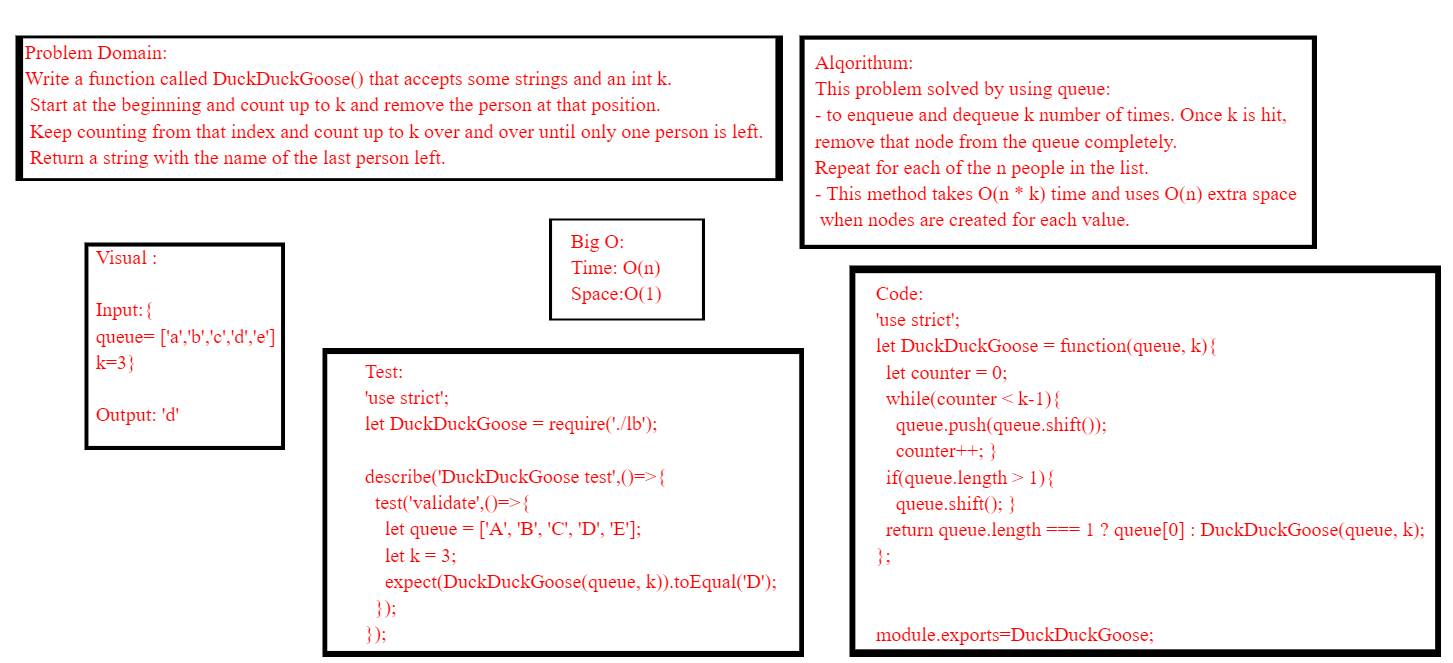 Problem Domain:
Write a function called DuckDuckGoose() that accepts some strings and an int k.
Start at the beginning and count up to k and remove the person at that position.
Keep counting from that index and count up to k over and over until only one person is left.
Return a string with the name of the last person left.
Alqorithum:
This problem solved by using queue:
- to enqueue and dequeue k number of times. Once k is hit,
remove that node from the queue completely.
Repeat for each of the n people in the list.
- This method takes O(n * k) time and uses O(n) extra space
when nodes are created for each value.
Big O:
Time: O(n)
Space:O(1)
Visual :
Input:{
queue= ['a','b','c','d','e']
k=3}
Output: 'd'
Test:
'use strict';
let DuckDuckGoose = require('./lb');
describe('DuckDuckGoose test',()=>{
test('validate',()=>{
let queue = ['A', 'B', 'C', 'D', 'E'];
let k = 3;
expect(DuckDuckGoose(queue, k)).toEqual('D');
});
});
Code:
'use strict';
let DuckDuckGoose = function(queue, k){
let counter = 0;
while(counter < k-1){
queue.push(queue.shift());
counter++; }
if(queue.length > 1){
queue.shift(); }
return queue.length === 1 ? queue[0] : DuckDuckGoose(queue, k);
};
module.exports=DuckDuckGoose;